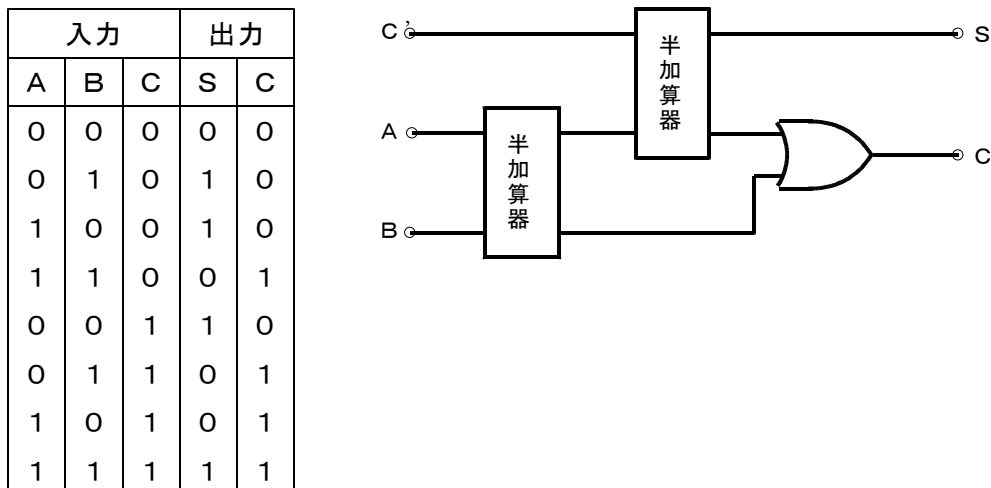 入力 出力
A B C S C
0 0 0 0 0
0 1 0 1 0
1 0 0 1 0
1 1 0 0 1
0 0 1 1 0
0 1 1 0 1
1 0 1 0 1
1 1 1 1 1
C’
S
半加算器
A
半加算器
C
B